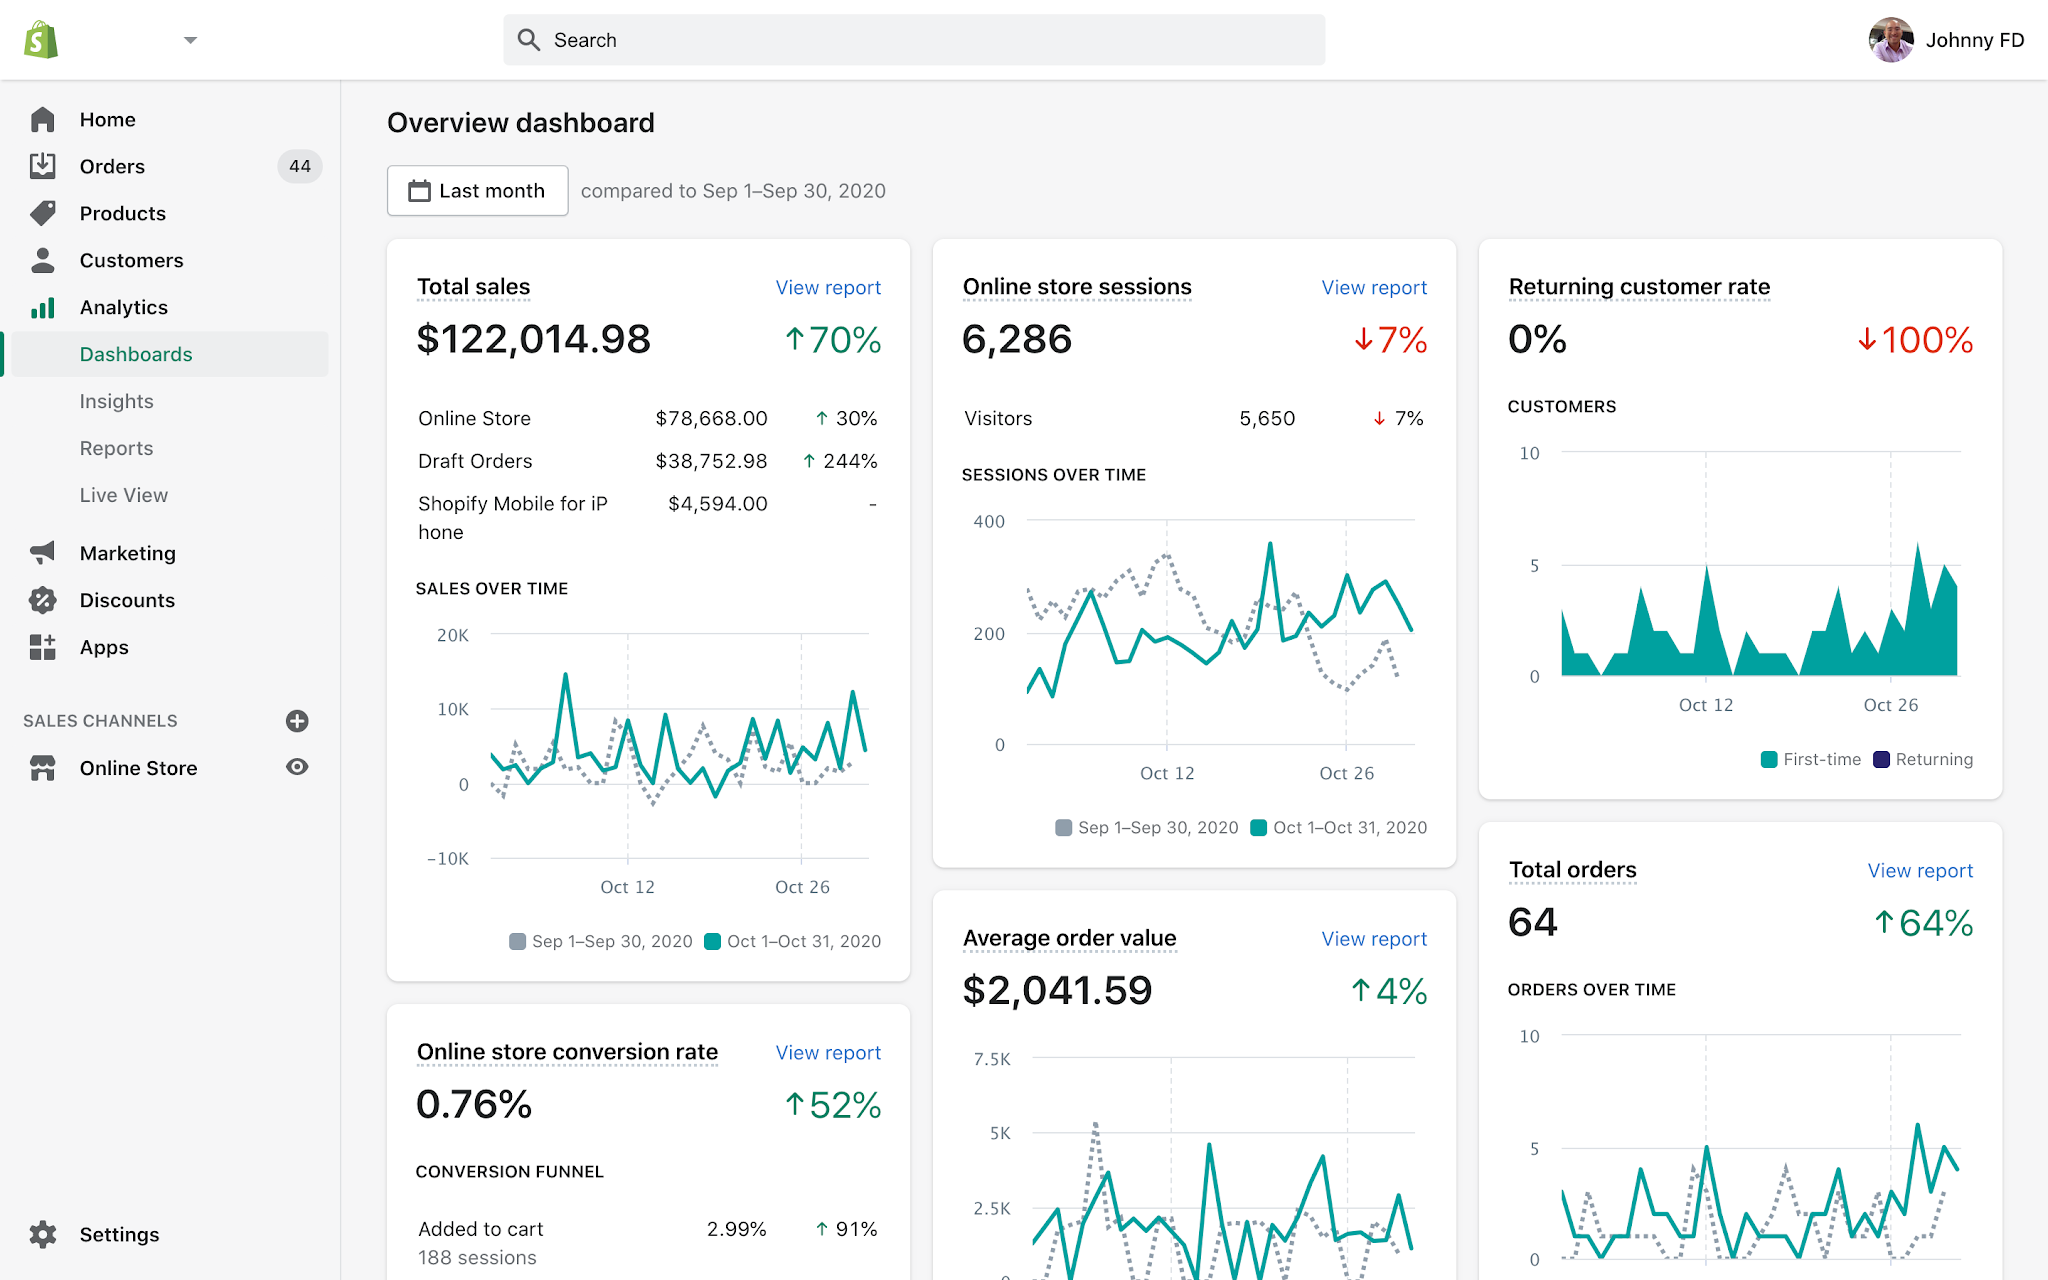 S
Search
Johnny FD
Home
Orders 44
Products
Customers
Analytics
Dashboards
Insights
Reports
Live View
Marketing
Discounts
Apps
SALES CHANNELS
Online Store
Settings
Overview dashboard
Last month compared to Sep 1–Sep 30, 2020
Total sales View report
$122,014.98 ↑70%
Online Store $78,668.00 ↑ 30%
Draft Orders $38,752.98 ↑ 244%
Shopify Mobile for iP $4,594.00 -
hone
SALES OVER TIME
20K
10K
0
−10K
Oct 12 Oct 26
Sep 1–Sep 30, 2020 Oct 1–Oct 31, 2020
Online store conversion rate View report
0.76% ↑52%
CONVERSION FUNNEL
Added to cart 2.99% ↑ 91%
188 sessions
Online store sessions View report
6,286 ↓7%
Visitors 5,650 ↓ 7%
SESSIONS OVER TIME
400
200
0
Oct 12 Oct 26
Sep 1–Sep 30, 2020 Oct 1–Oct 31, 2020
Average order value View report
$2,041.59 ↑4%
7.5K
5K
2.5K
0
Returning customer rate
0% ↓100%
CUSTOMERS
10
5
0
Oct 12 Oct 26
First-time Returning
Total orders View report
64 ↑64%
ORDERS OVER TIME
10
5
0